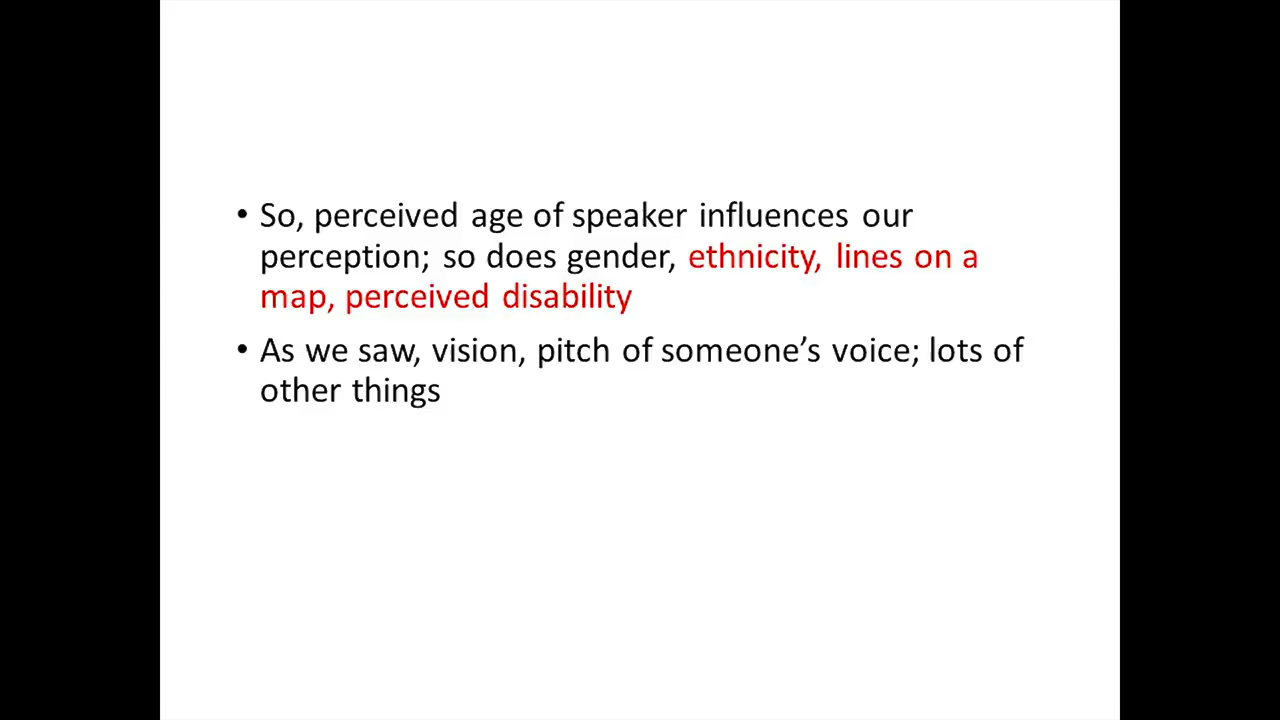 • So, perceived age of speaker influences our
perception; so does gender, ethnicity, lines on a
map, perceived disability
• As we saw, vision, pitch of someone’s voice; lots of
other things